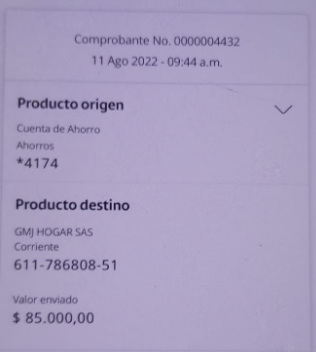 Comprobante No. 0000004432
11 Ago 2022 - 09:44 a.m.
Producto origen
Cuenta de Ahorro
Ahorros
*4174
Producto destino
GMJ HOGAR SAS
Corriente
611-786808-51
Valor enviado
$ 85.000,00